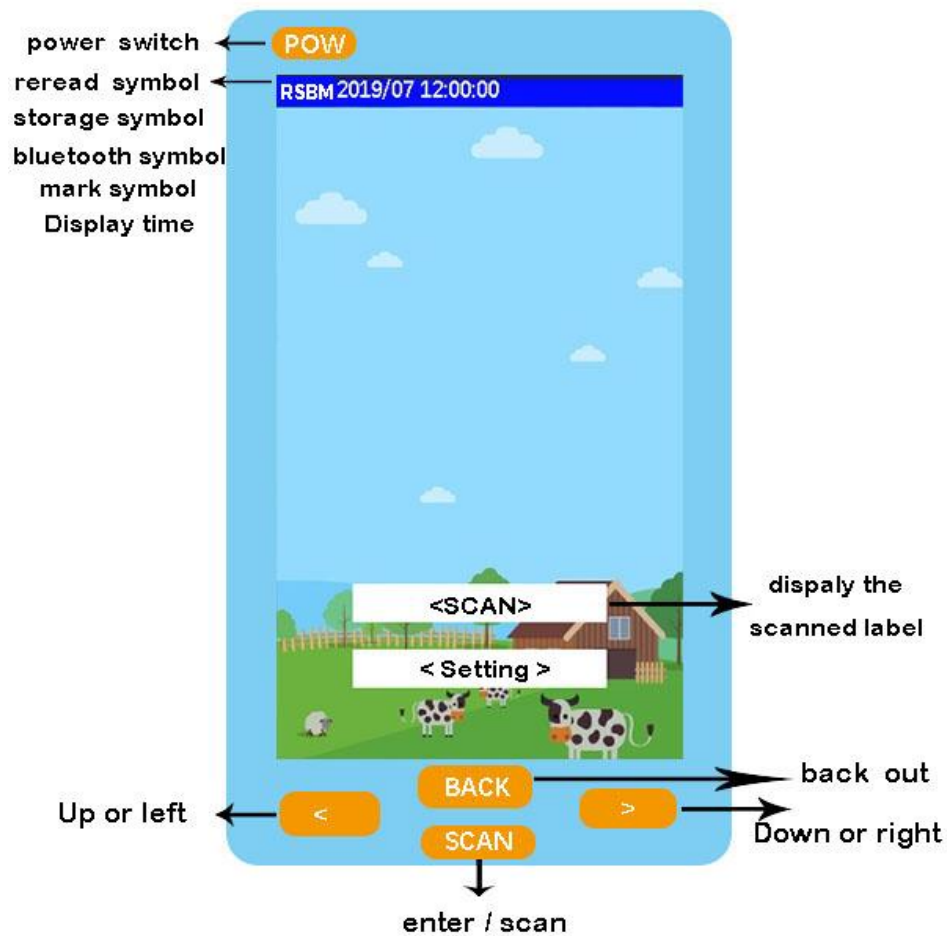 power switch
POW
reread symbol
RSBM 2019/07 12:00:00
storage symbol
bluetooth symbol
mark symbol
Display time
<SCAN>
dispaly the
scanned label
< Setting >
BACK
back out
Up or left
<
>
Down or right
SCAN
enter / scan